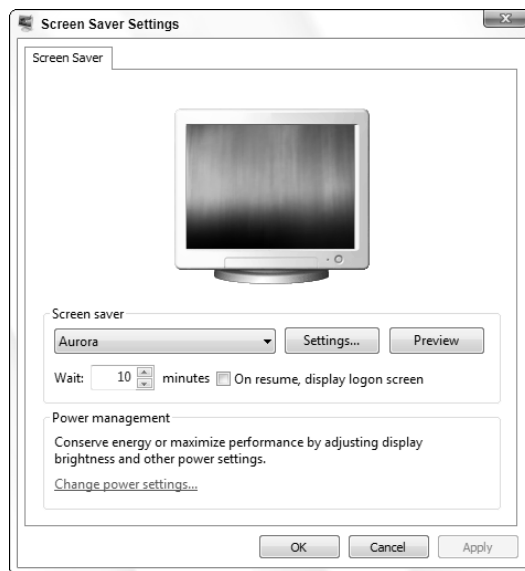 Screen Saver Settings
Screen Saver
Screen saver
Aurora
Settings...
Preview
Wait: 10 minutes On resume, display logon screen
Power management
Conserve energy or maximize performance by adjusting display
brightness and other power settings.
Change power settings...
OK
Cancel
Apply